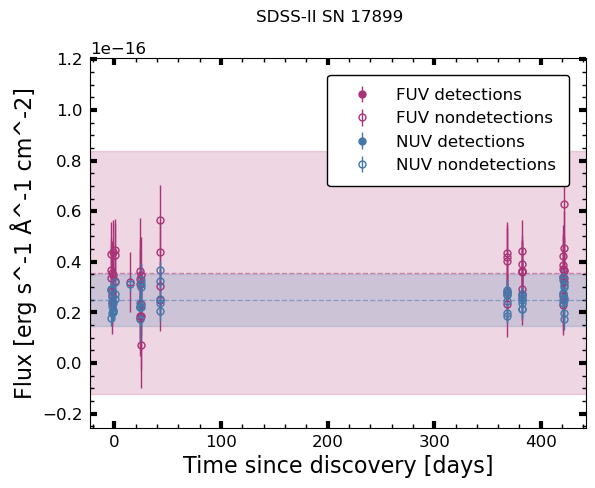 SDSS-II SN 17899
1e−16
Flux [erg s^-1 Å^-1 cm^-2]
1.2
1.0
0.8
0.6
0.4
0.2
0.0
−0.2
FUV detections
FUV nondetections
NUV detections
NUV nondetections
0 100 200 300 400
Time since discovery [days]